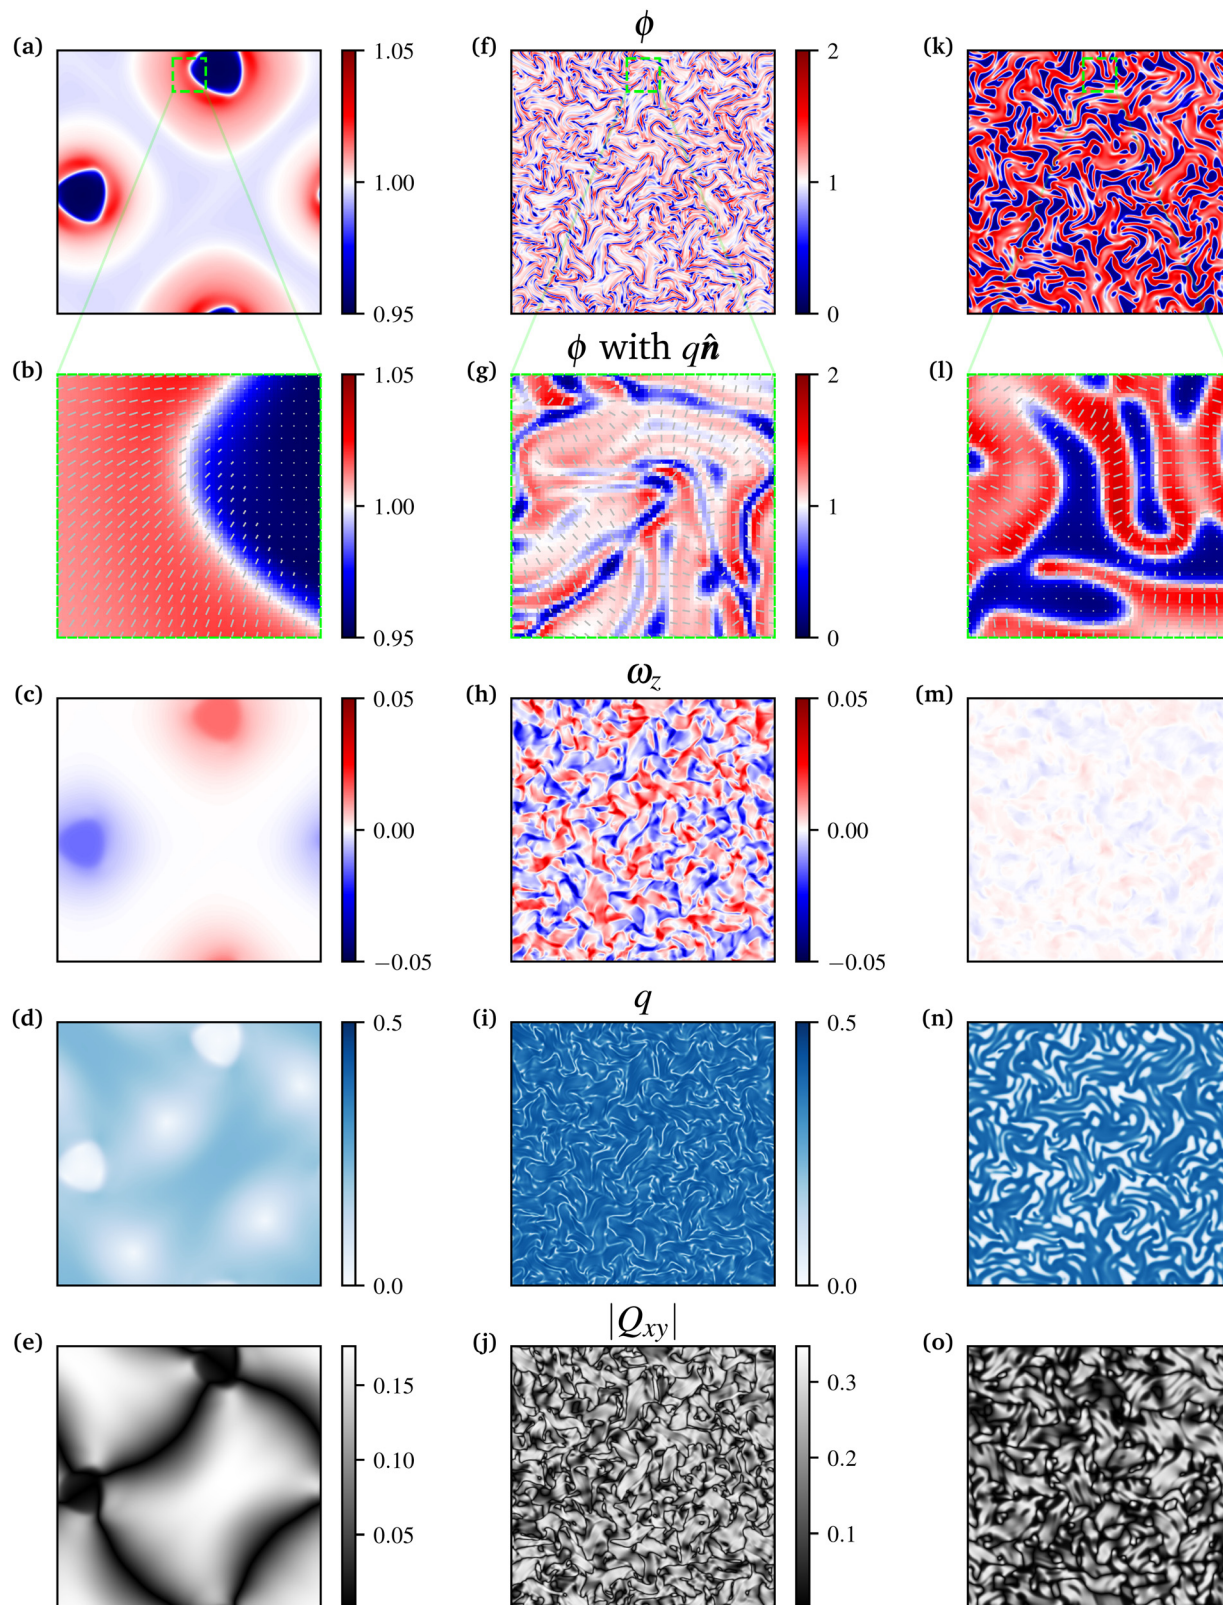 ϕ
(a) (f) (k)
1.05 2
1.00 1
0.95 0
ϕ with qn̂
(b) (g) (l)
1.05 2
1.00 1
0.95 0
ω_z
(c) (h) (m)
0.05 0.05
0.00 0.00
−0.05 −0.05
q
(d) (i) (n)
0.5 0.5
0.0 0.0
|Q_xy|
(e) (j) (o)
0.15 0.3
0.10 0.2
0.05 0.1